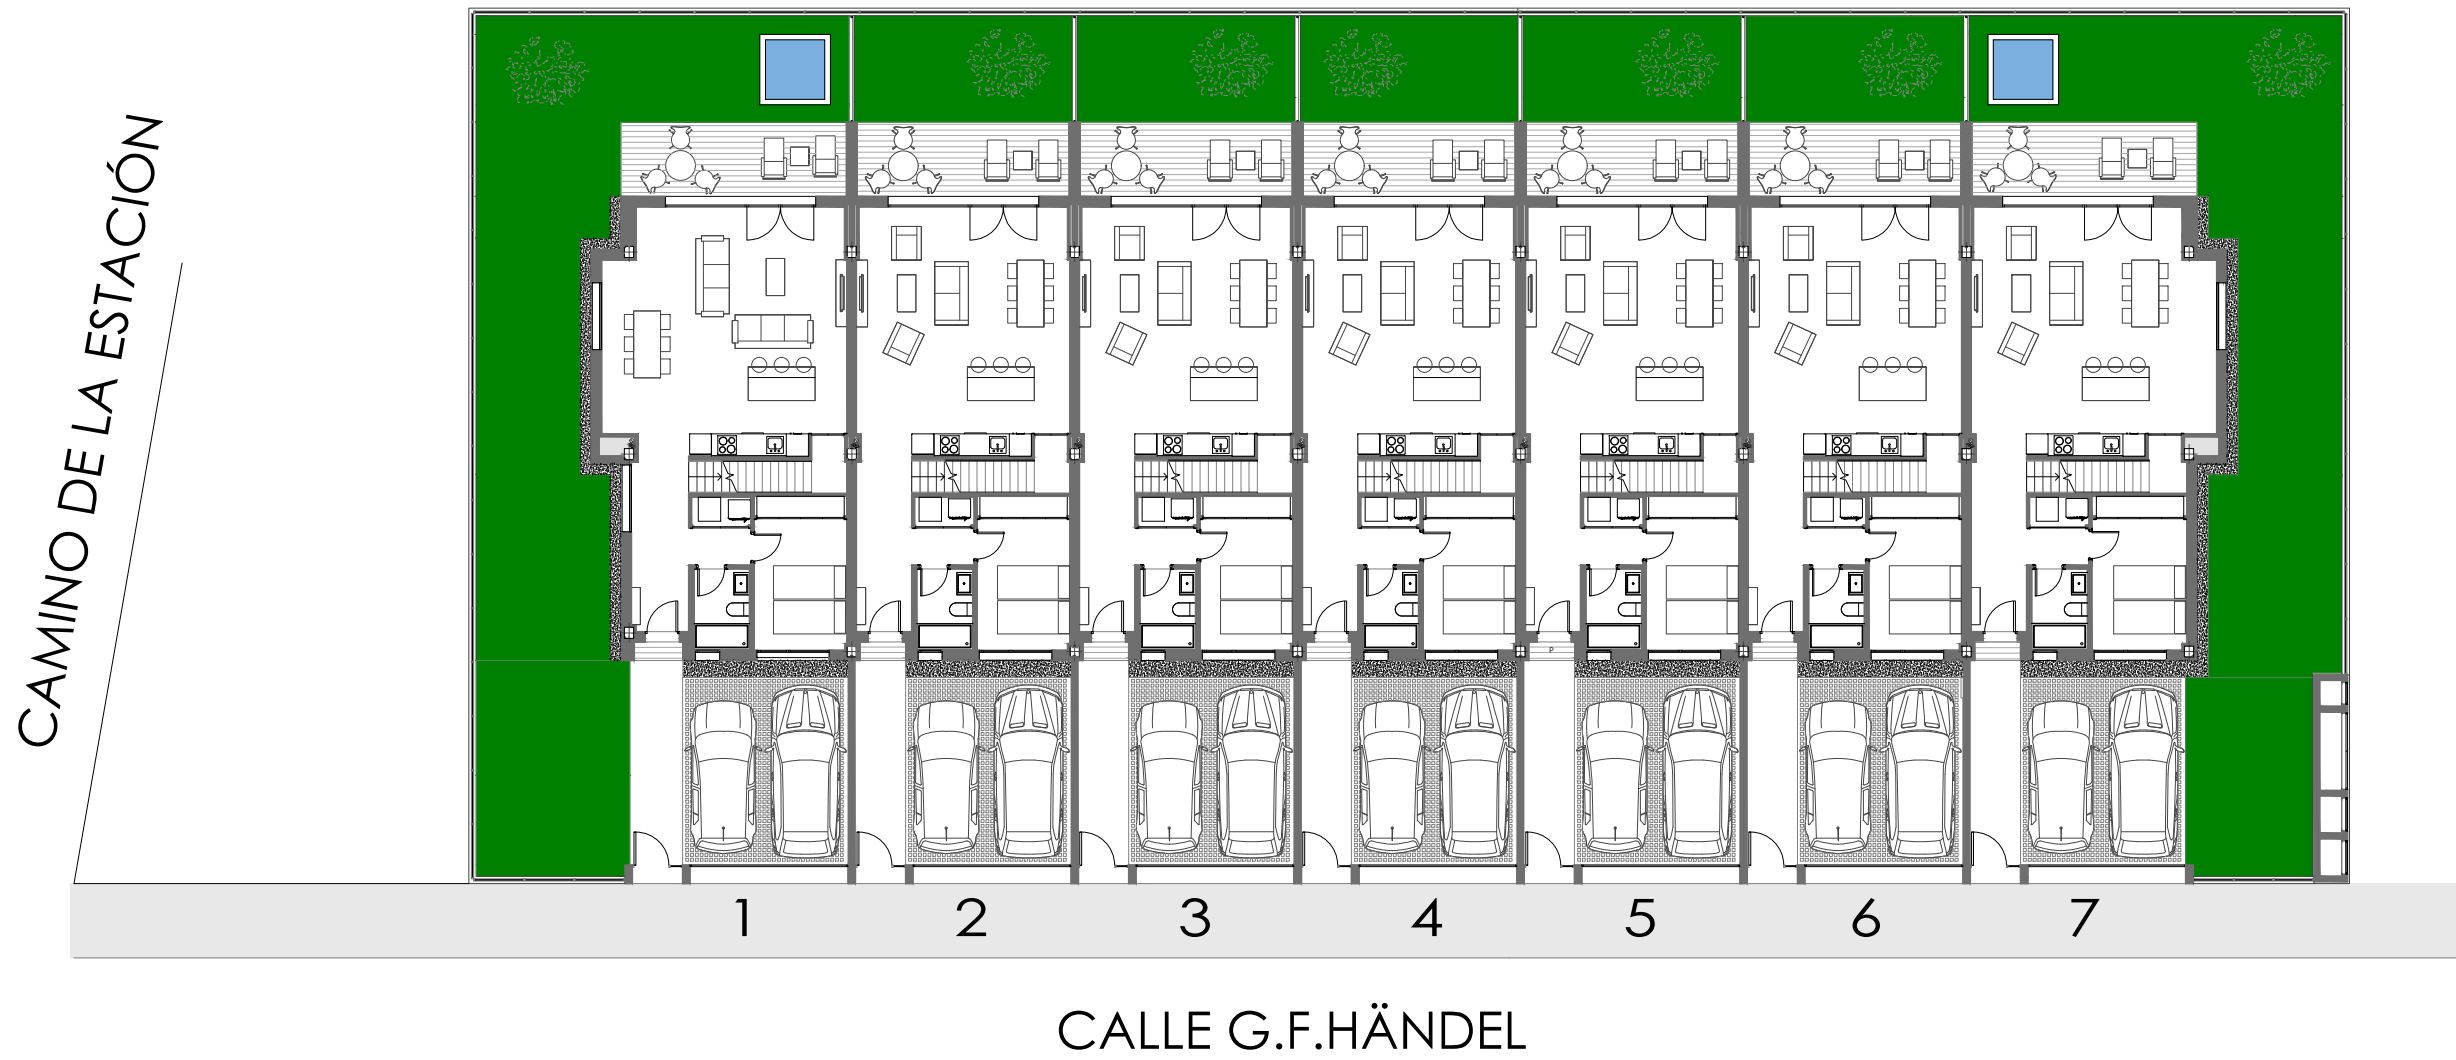 CAMINO DE LA ESTACIÓN
P
1 2 3 4 5 6 7
CALLE G.F.HÄNDEL